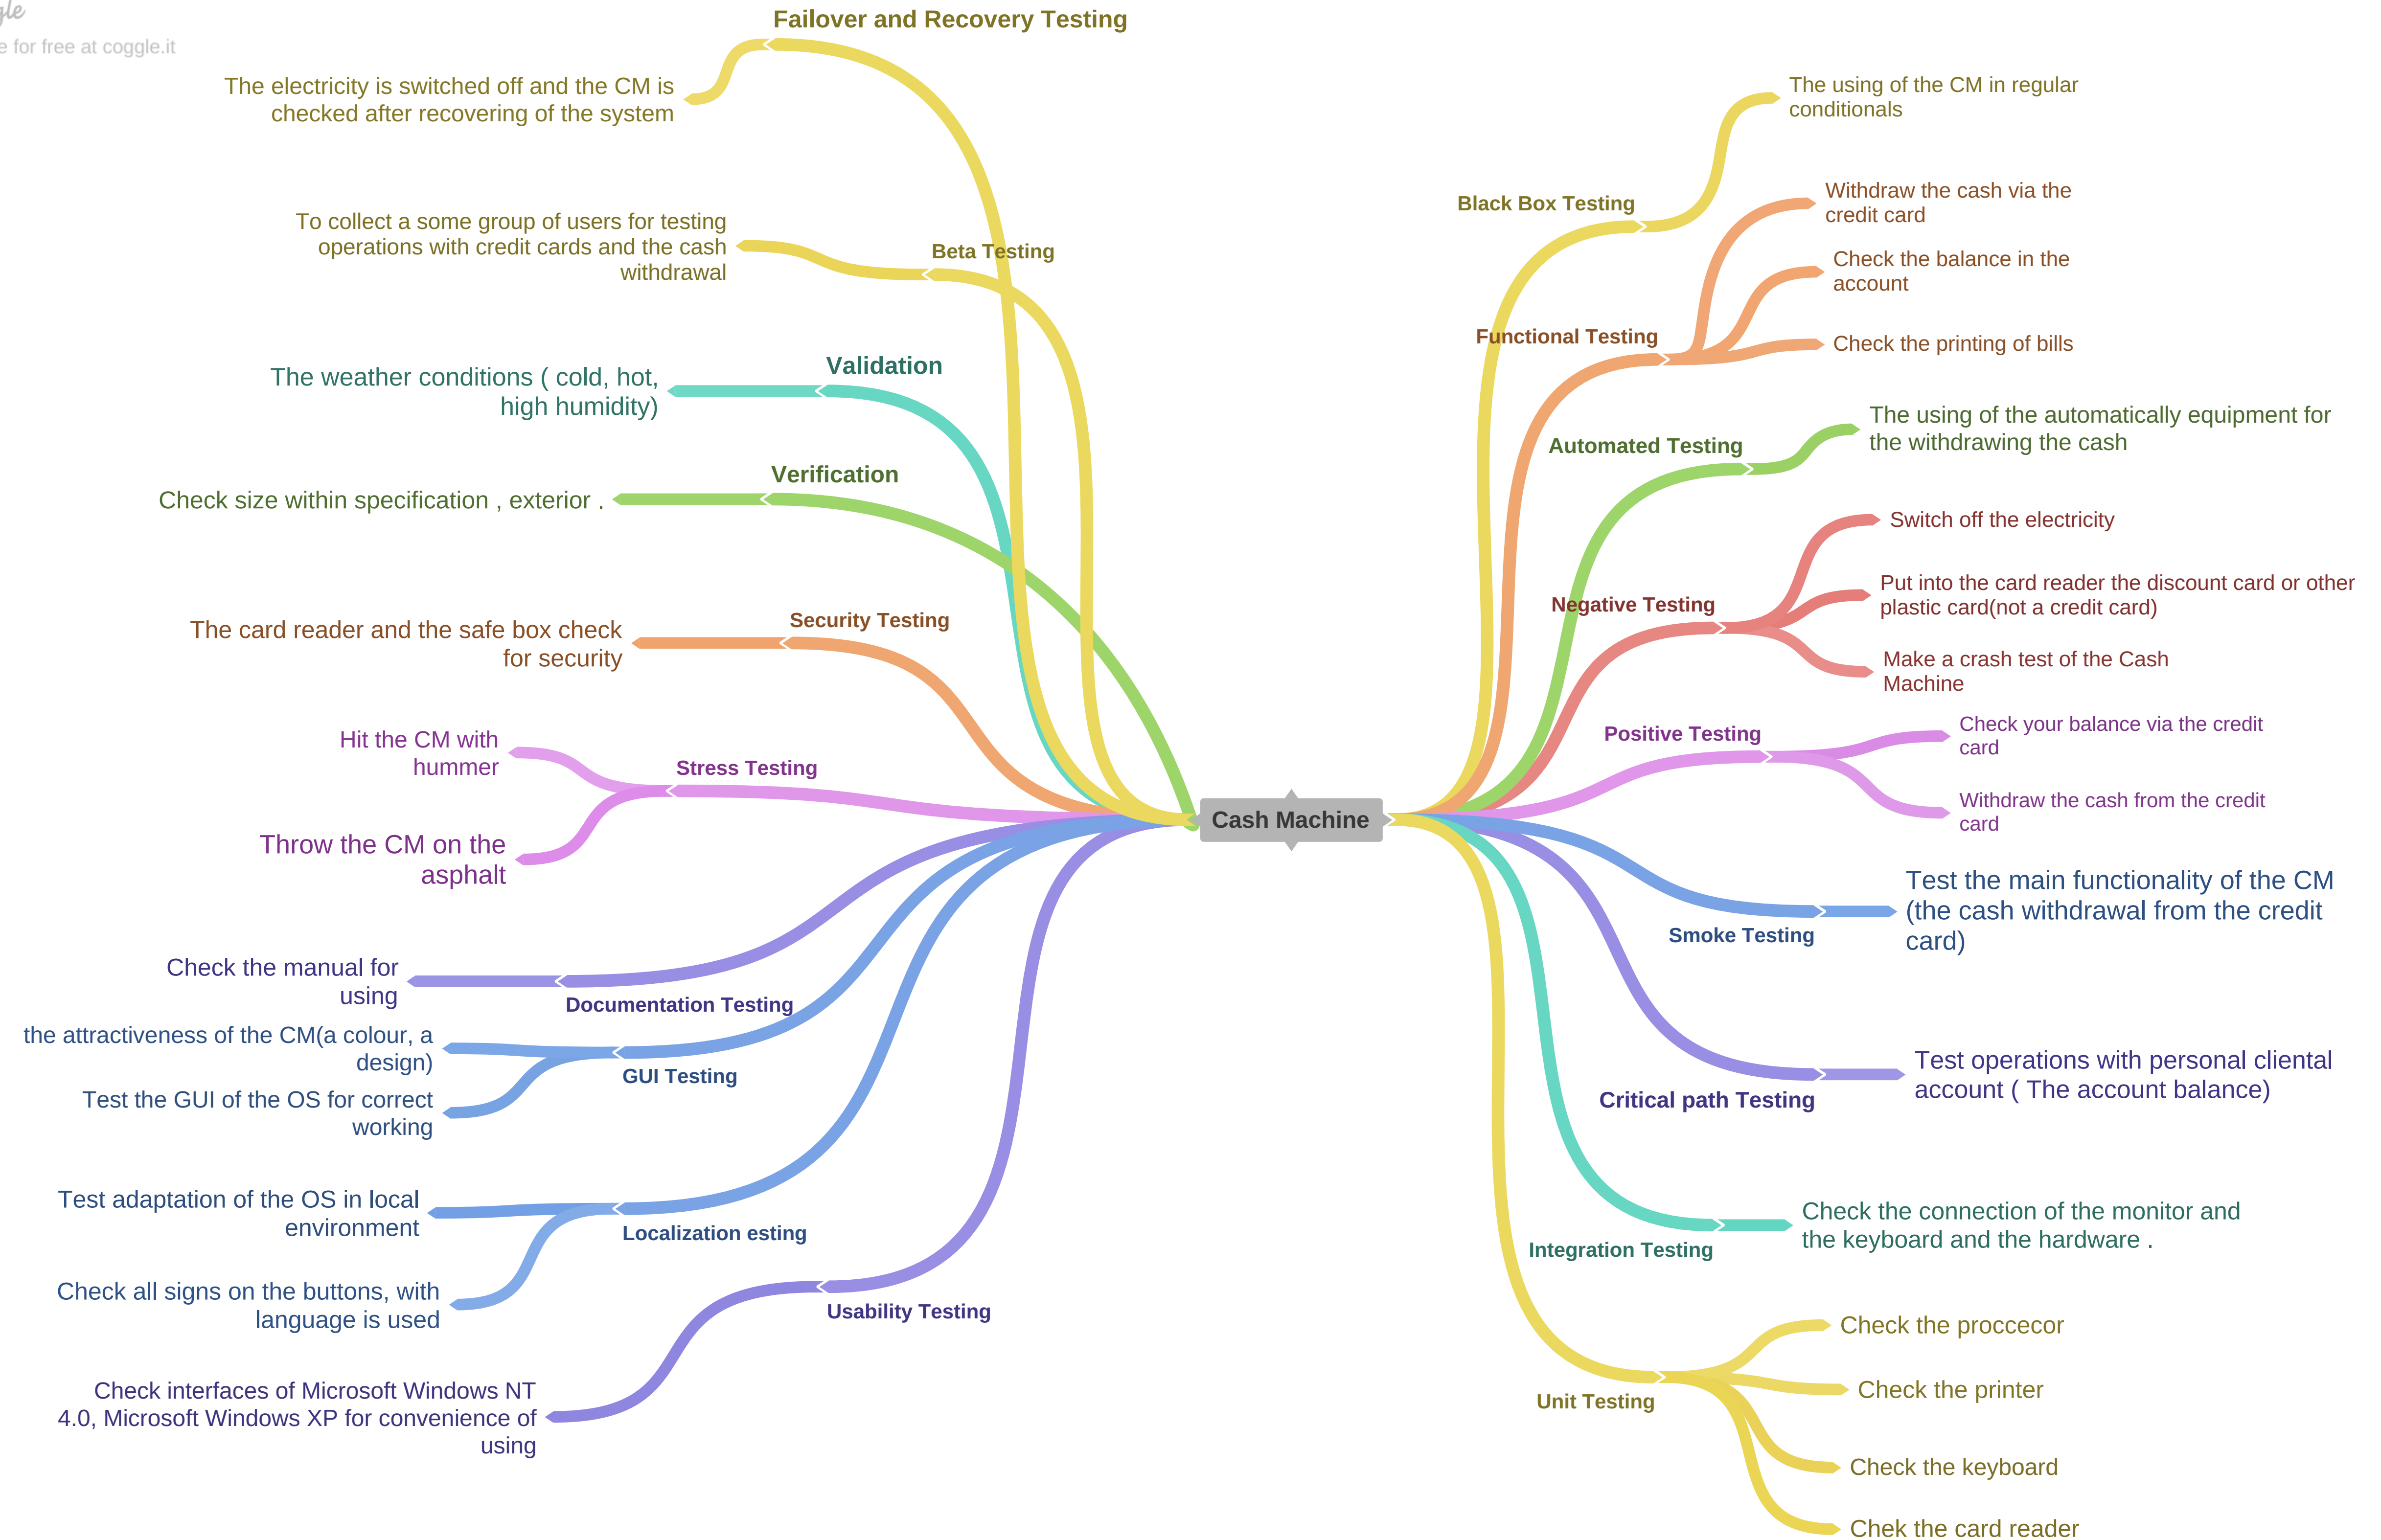 e for free at coggle.it
Failover and Recovery Testing
The electricity is switched off and the CM is
checked after recovering of the system
Beta Testing
To collect a some group of users for testing
operations with credit cards and the cash
withdrawal
Validation
The weather conditions ( cold, hot,
high humidity)
Verification
Check size within specification , exterior .
Security Testing
The card reader and the safe box check
for security
Stress Testing
Hit the CM with
hummer
Throw the CM on the
asphalt
Documentation Testing
Check the manual for
using
GUI Testing
the attractiveness of the CM(a colour, a
design)
Test the GUI of the OS for correct
working
Localization esting
Test adaptation of the OS in local
environment
Check all signs on the buttons, with
language is used
Usability Testing
Check interfaces of Microsoft Windows NT
4.0, Microsoft Windows XP for convenience of
using
Cash Machine
Black Box Testing
The using of the CM in regular
conditionals
Functional Testing
Withdraw the cash via the
credit card
Check the balance in the
account
Check the printing of bills
Automated Testing
The using of the automatically equipment for
the withdrawing the cash
Negative Testing
Switch off the electricity
Put into the card reader the discount card or other
plastic card(not a credit card)
Make a crash test of the Cash
Machine
Positive Testing
Check your balance via the credit
card
Withdraw the cash from the credit
card
Smoke Testing
Test the main functionality of the CM
(the cash withdrawal from the credit
card)
Critical path Testing
Test operations with personal cliental
account ( The account balance)
Integration Testing
Check the connection of the monitor and
the keyboard and the hardware .
Unit Testing
Check the proccecor
Check the printer
Check the keyboard
Chek the card reader